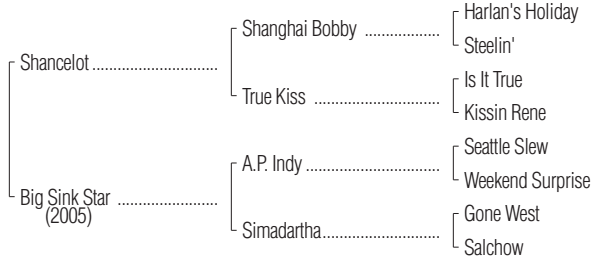 Harlan's Holiday
Shanghai Bobby ..................
Steelin'
Shancelot ..............................
Is It True
True Kiss ..............................
Kissin Rene
Seattle Slew
A.P. Indy ................................
Weekend Surprise
Big Sink Star ........................
(2005)
Gone West
Simadartha............................
Salchow